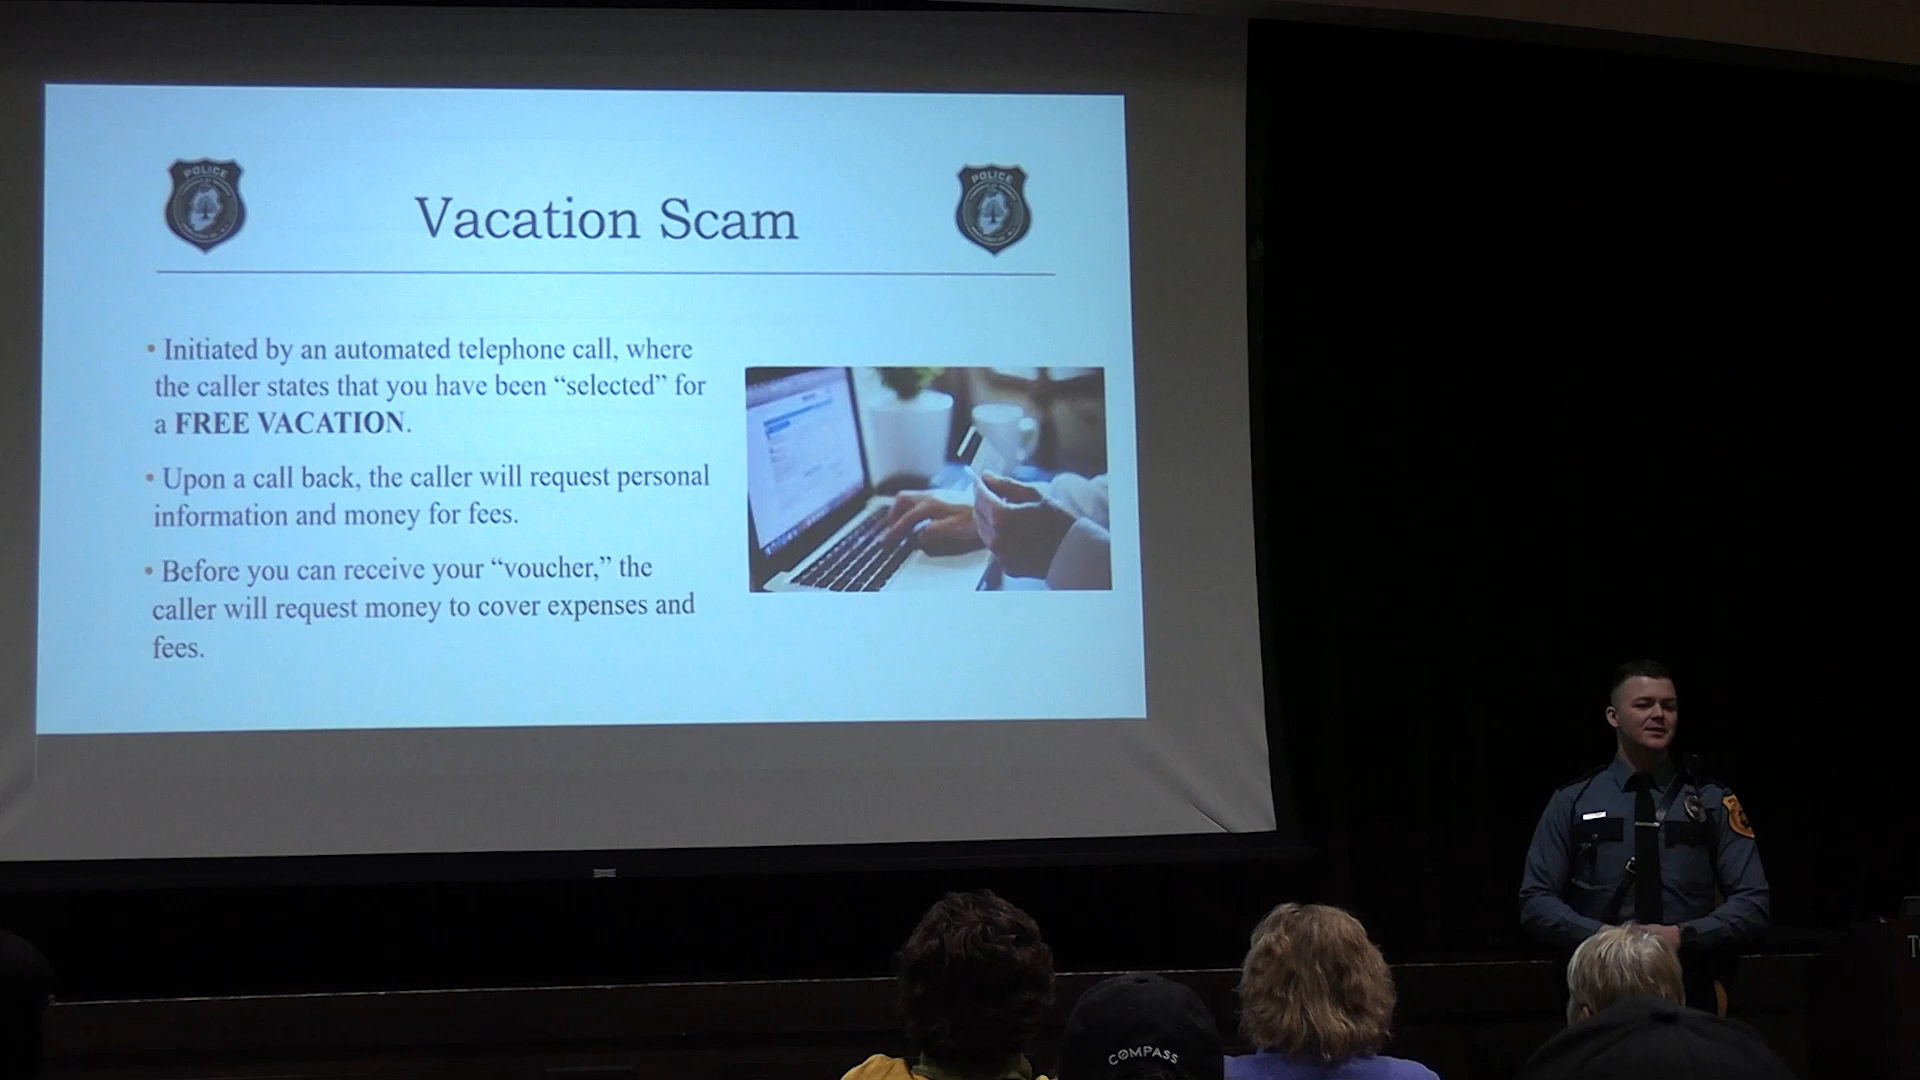 POLICE
POLICE
Vacation Scam
• Initiated by an automated telephone call, where
the caller states that you have been “selected” for
a FREE VACATION.
• Upon a call back, the caller will request personal
information and money for fees.
• Before you can receive your “voucher,” the
caller will request money to cover expenses and
fees.
COMPASS